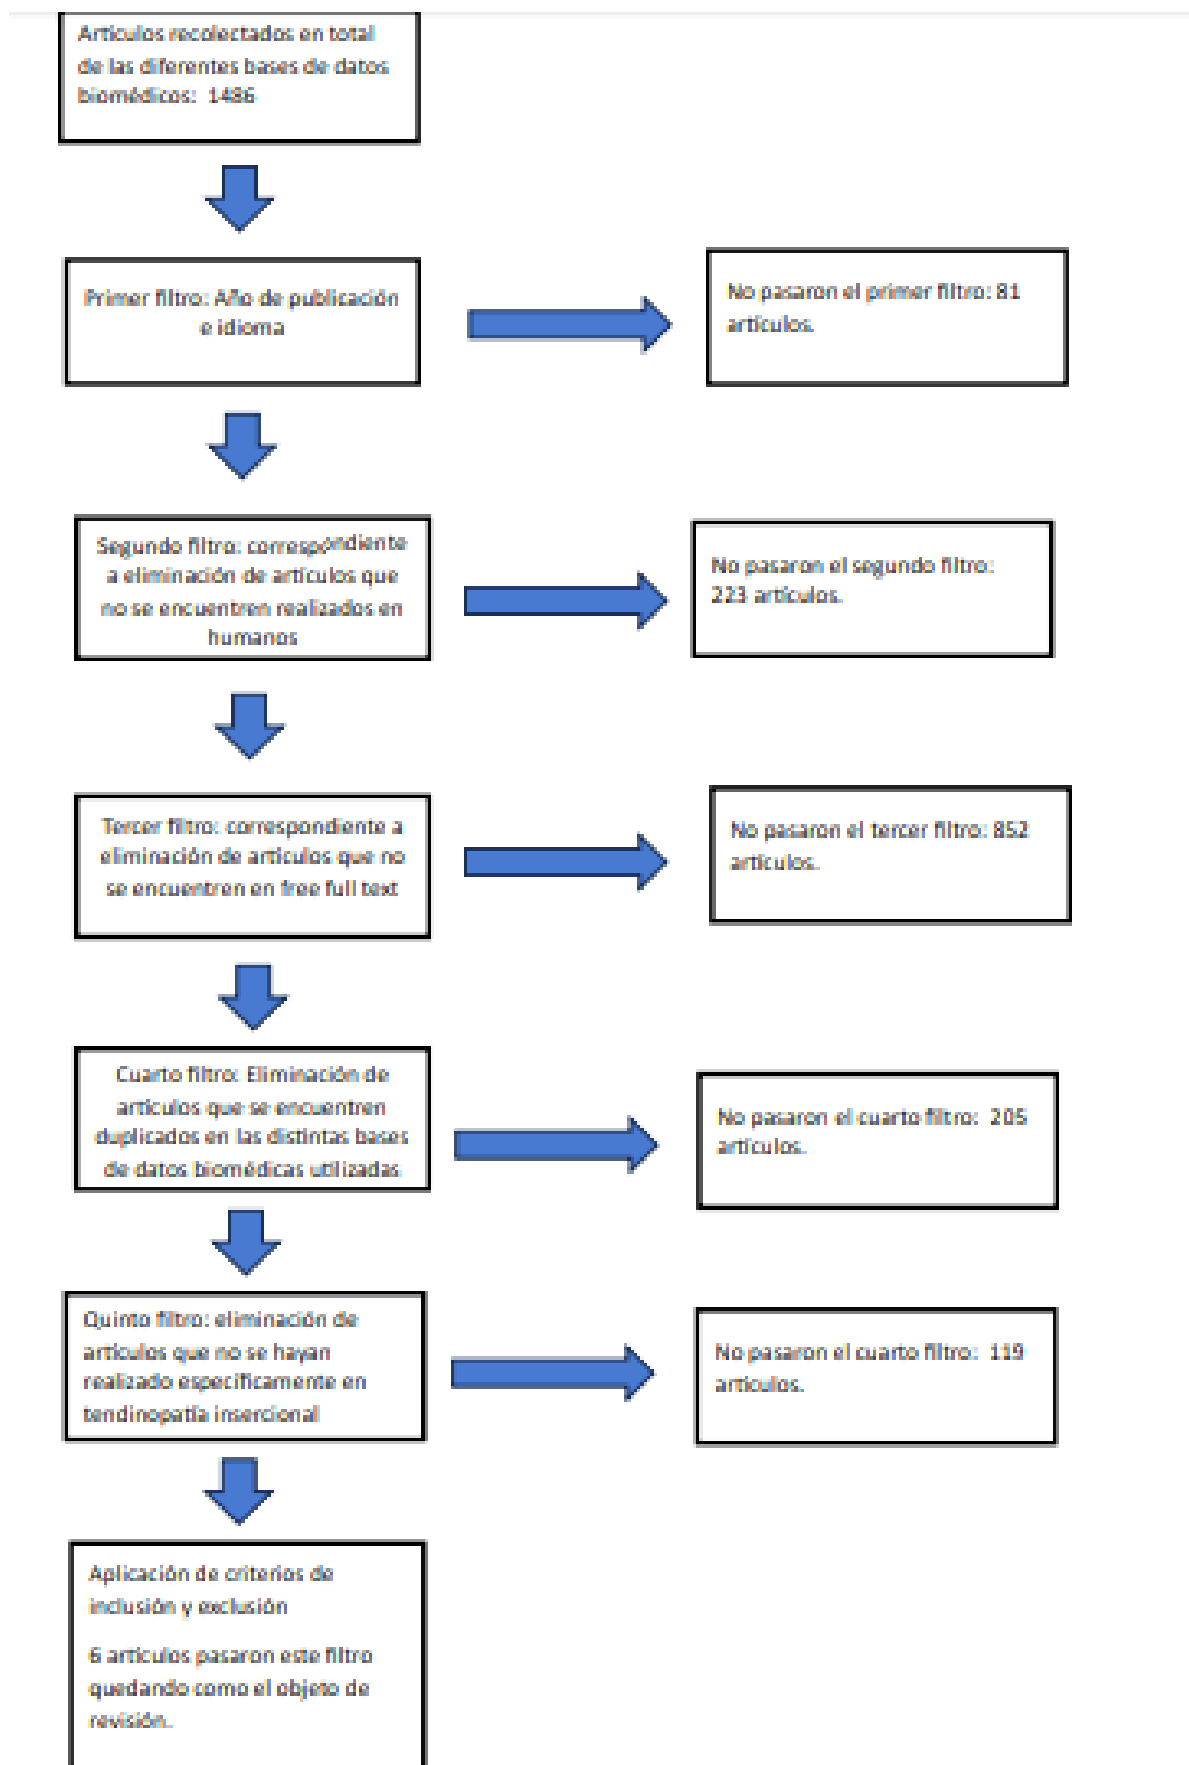 Artículos recolectados en total
de las diferentes bases de datos
biomédicos: 1486
Primer filtro: Año de publicación
e idioma
No pasaron el primer filtro: 81
artículos.
Segundo filtro: correspondiente
a eliminación de artículos que
no se encuentren realizados en
humanos
No pasaron el segundo filtro:
223 artículos.
Tercer filtro: correspondiente a
eliminación de artículos que no
se encuentren en free full text
No pasaron el tercer filtro: 852
artículos.
Cuarto filtro: Eliminación de
artículos que se encuentren
duplicados en las distintas bases
de datos biomédicas utilizadas
No pasaron el cuarto filtro: 205
artículos.
Quinto filtro: eliminación de
artículos que no se hayan
realizado específicamente en
tendinopatía insercional
No pasaron el cuarto filtro: 119
artículos.
Aplicación de criterios de
inclusión y exclusión
6 artículos pasaron este filtro
quedando como el objeto de
revisión.